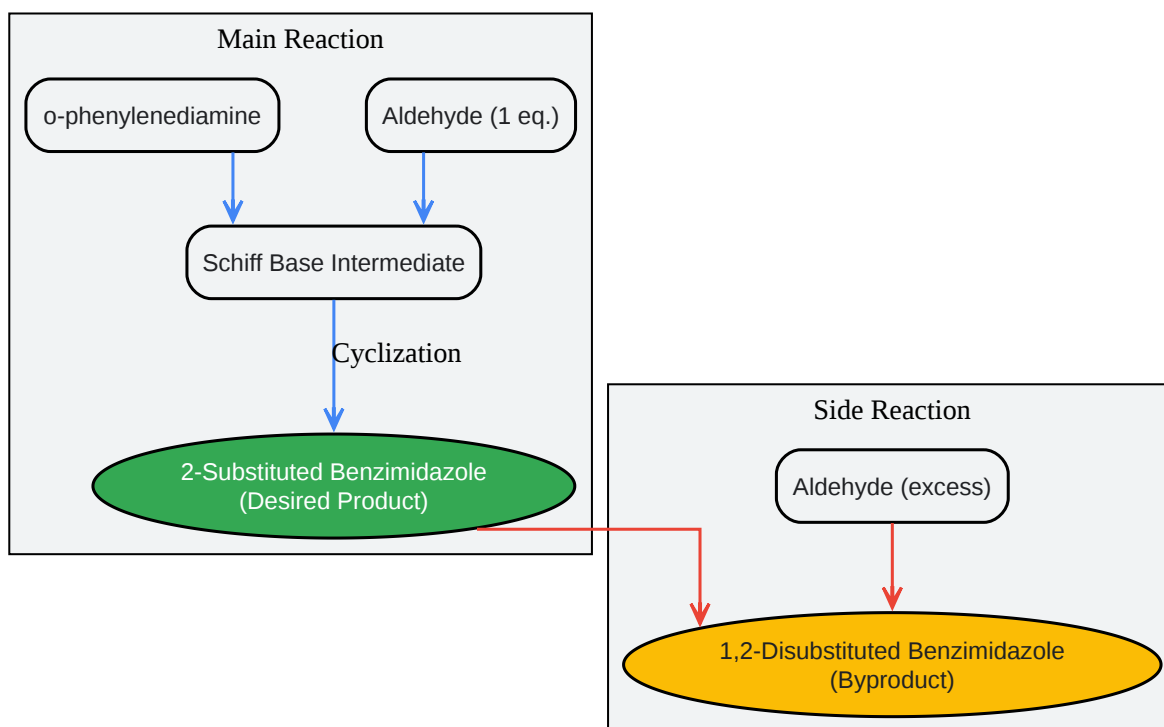 Main Reaction
o-phenylenediamine
Aldehyde (1 eq.)
Schiff Base Intermediate
Cyclization
2-Substituted Benzimidazole
(Desired Product)
Side Reaction
Aldehyde (excess)
1,2-Disubstituted Benzimidazole
(Byproduct)